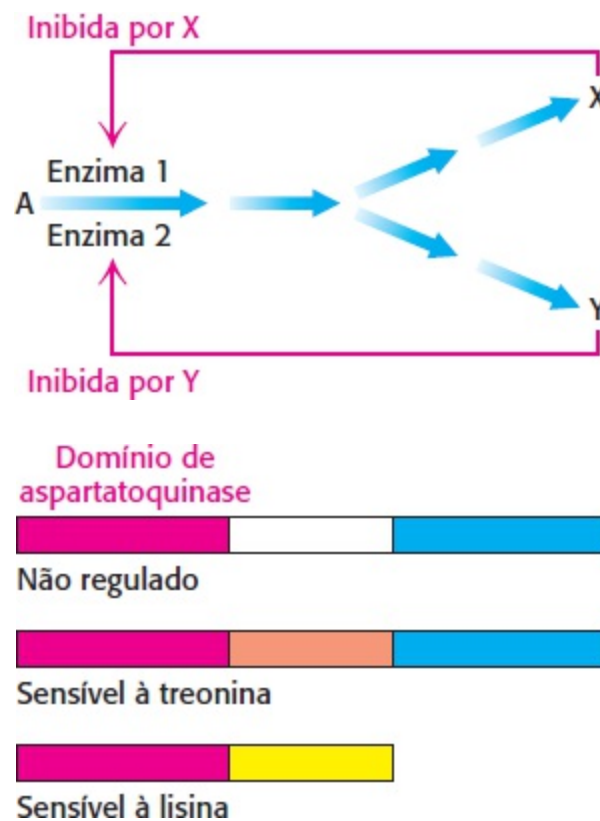 Inibida por X
X
Enzima 1
A
Enzima 2
Y
Inibida por Y
Domínio de
aspartatoquinase
Não regulado
Sensível à treonina
Sensível à lisina